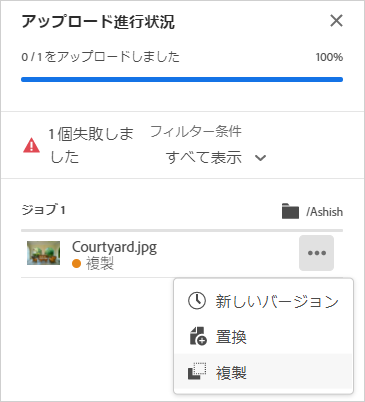 アップロード進行状況
0 / 1 をアップロードしました 100%
1 個失敗しま
した
フィルター条件
すべて表示
ジョブ 1 /Ashish
Courtyard.jpg
複製
新しいバージョン
置換
複製